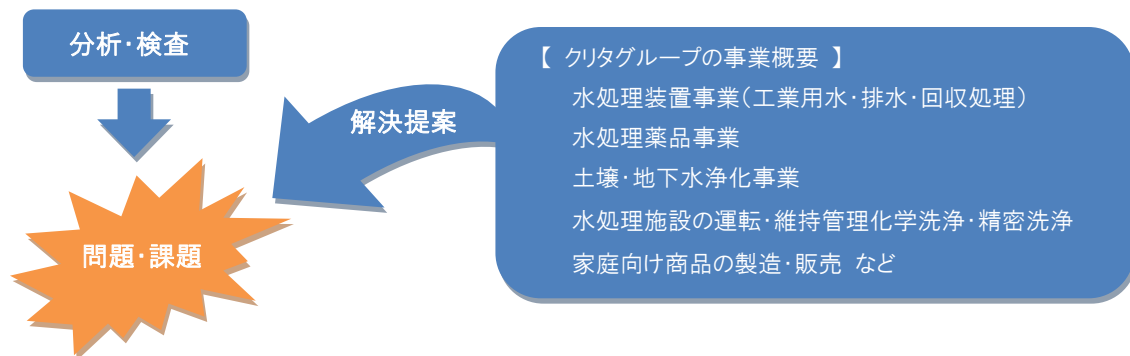 分析・検査
解決提案
問題・課題
【 クリタグループの事業概要 】
水処理装置事業(工業用水・排水・回収処理)
水処理薬品事業
土壌・地下水浄化事業
水処理施設の運転・維持管理化学洗浄・精密洗浄
家庭向け商品の製造・販売 など